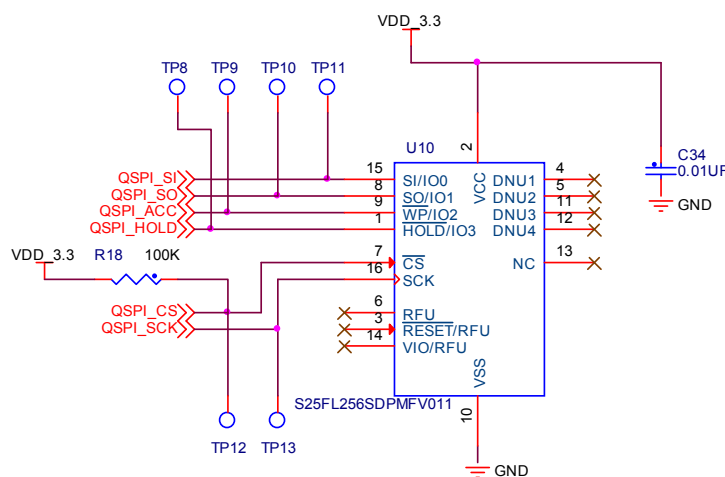 VDD_3.3
TP8 TP9 TP10 TP11
U10
C34
0.01UF
GND
2
VCC
QSPI_SI 15 SI/IO0 DNU1 4
QSPI_SO 8 SO/IO1 DNU2 5
QSPI_ACC 9 WP/IO2 DNU3 11
QSPI_HOLD 1 HOLD/IO3 DNU4 12
VDD_3.3 R18 100K
7 CS NC 13
16 SCK
QSPI_CS 6 RFU
QSPI_SCK 3 RESET/RFU
14 VIO/RFU
VSS
10
S25FL256SDPMFV011
TP12 TP13
GND